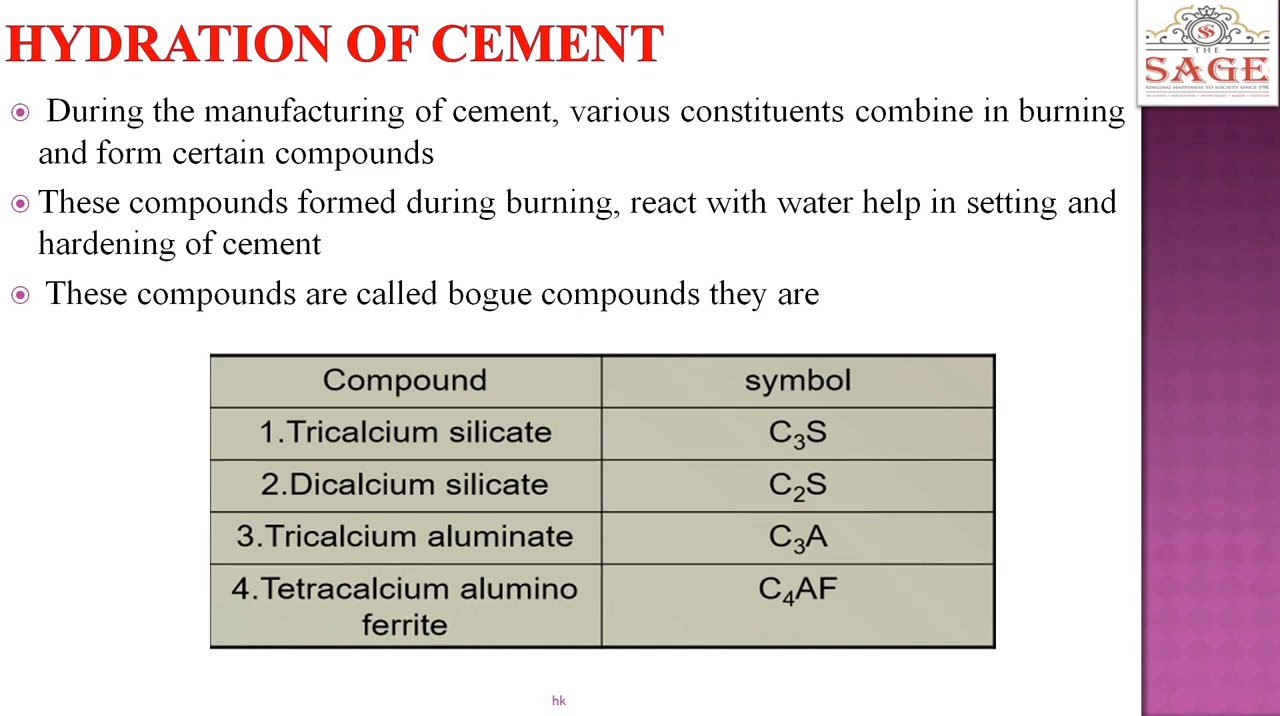 HYDRATION OF CEMENT
THE
SAGE
During the manufacturing of cement, various constituents combine in burning
and form certain compounds
These compounds formed during burning, react with water help in setting and
hardening of cement
These compounds are called bogue compounds they are
Compound symbol
1.Tricalcium silicate C₃S
2.Dicalcium silicate C₂S
3.Tricalcium aluminate C₃A
4.Tetracalcium alumino C₄AF
ferrite
hk